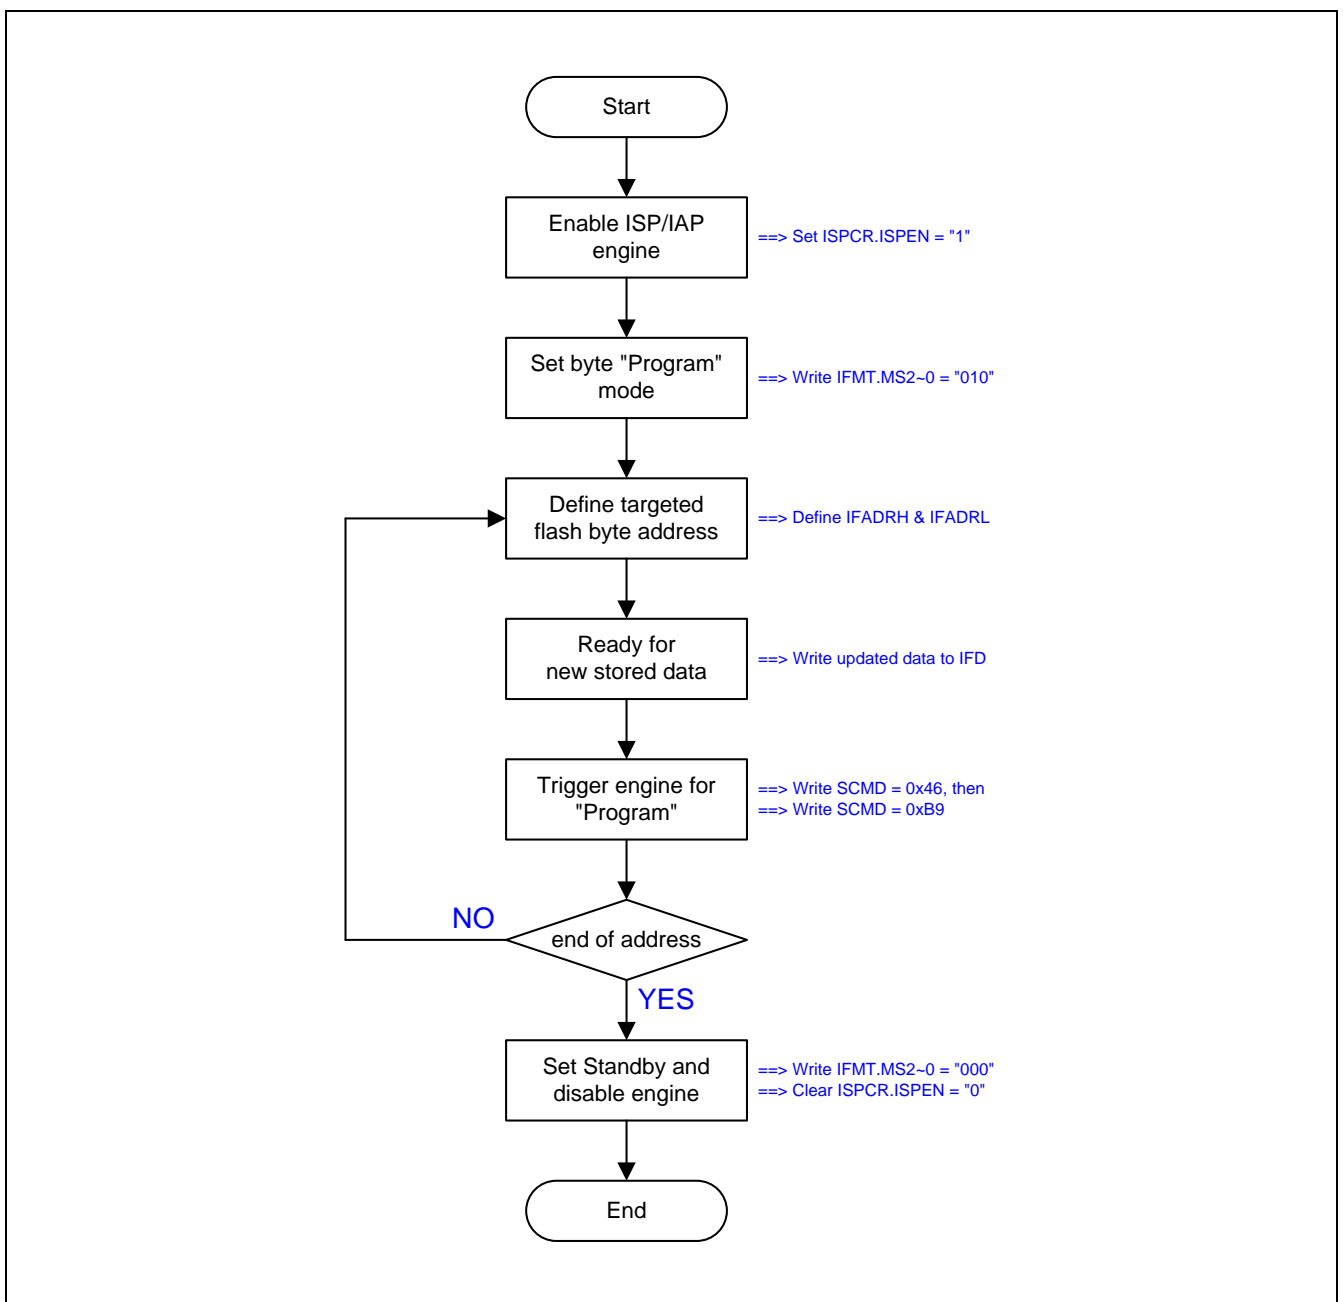 Start
Enable ISP/IAP
engine
==> Set ISPCR.ISPEN = "1"
Set byte "Program"
mode
==> Write IFMT.MS2~0 = "010"
Define targeted
flash byte address
==> Define IFADRH & IFADRL
Ready for
new stored data
==> Write updated data to IFD
Trigger engine for
"Program"
==> Write SCMD = 0x46, then
==> Write SCMD = 0xB9
end of address
NO
YES
Set Standby and
disable engine
==> Write IFMT.MS2~0 = "000"
==> Clear ISPCR.ISPEN = "0"
End